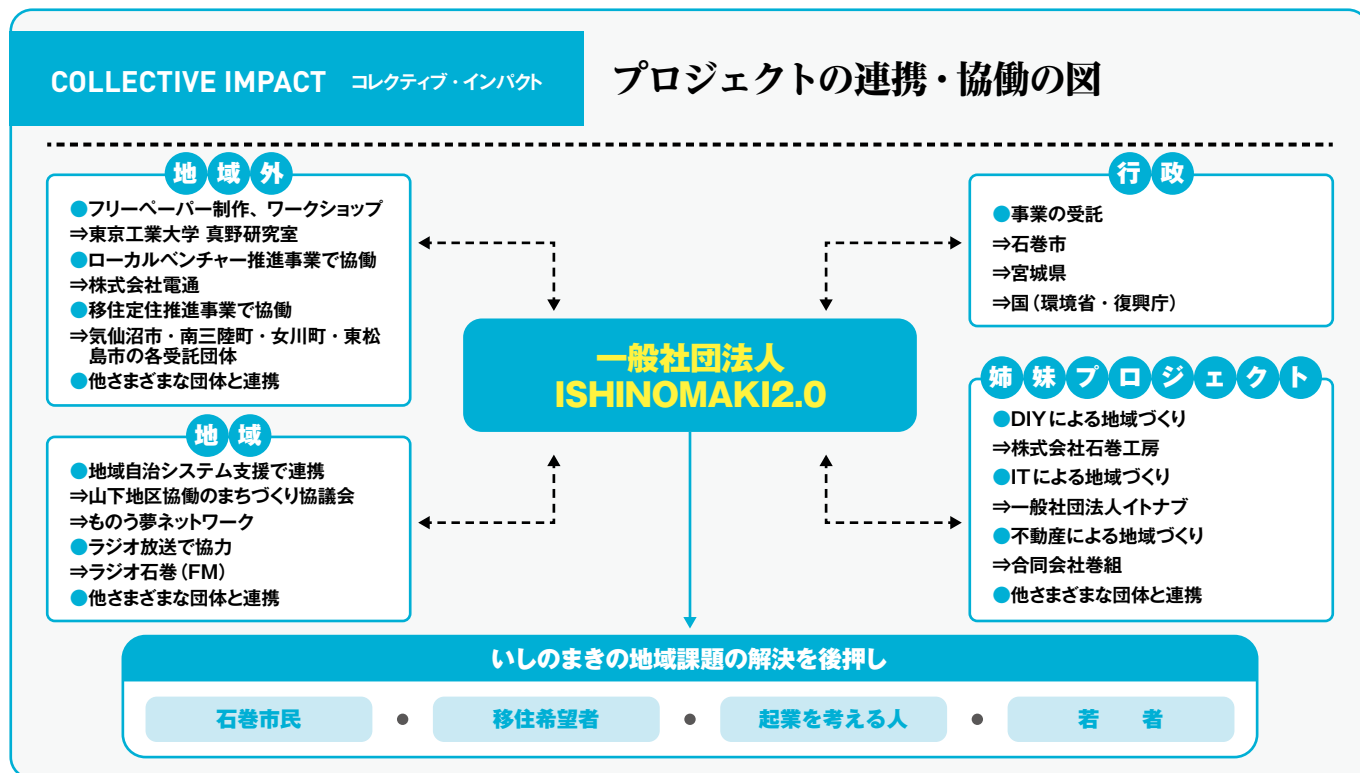 COLLECTIVE IMPACT コレクティブ・インパクト
プロジェクトの連携・協働の図
地域外
●フリーペーパー制作、ワークショップ
⇒東京工業大学 真野研究室
●ローカルベンチャー推進事業で協働
⇒株式会社電通
●移住定住推進事業で協働
⇒気仙沼市・南三陸町・女川町・東松
島市の各受託団体
●他さまざまな団体と連携
地域
●地域自治システム支援で連携
⇒山下地区協働のまちづくり協議会
⇒ものう夢ネットワーク
●ラジオ放送で協力
⇒ラジオ石巻(FM)
●他さまざまな団体と連携
一般社団法人
ISHINOMAKI2.0
行政
●事業の受託
⇒石巻市
⇒宮城県
⇒国(環境省・復興庁)
姉妹プロジェクト
●DIYによる地域づくり
⇒株式会社石巻工房
●ITによる地域づくり
⇒一般社団法人イトナブ
●不動産による地域づくり
⇒合同会社巻組
●他さまざまな団体と連携
いしのまきの地域課題の解決を後押し
石巻市民 ● 移住希望者 ● 起業を考える人 ● 若 者